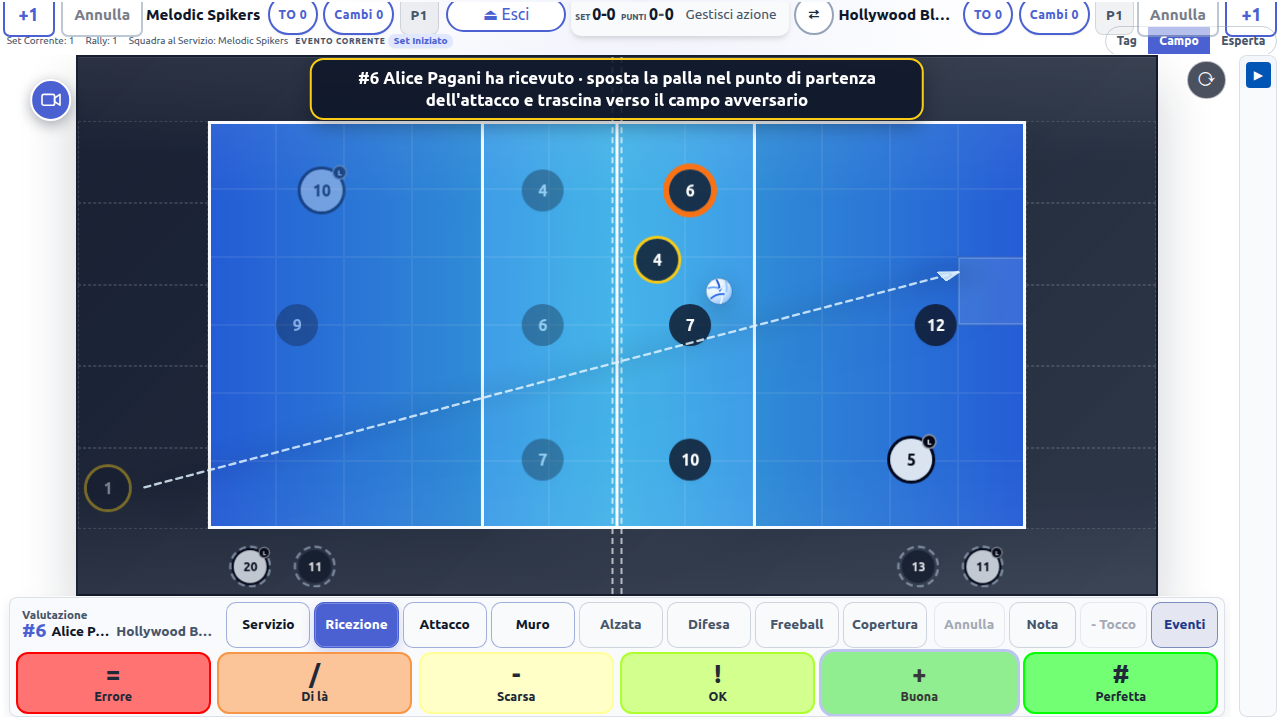 +1
Annulla
Melodic Spikers
TO 0
Cambi 0
P1
⏏ Esci
SET 0-0 PUNTI 0-0 Gestisci azione
⇄
Hollywood Bl...
TO 0
Cambi 0
P1
Annulla
+1
Set Corrente: 1 Rally: 1 Squadra al Servizio: Melodic Spikers EVENTO CORRENTE Set Iniziato
Tag Campo Esperta
#6 Alice Pagani ha ricevuto · sposta la palla nel punto di partenza
dell'attacco e trascina verso il campo avversario
10 L
4
6
4
9
6
7
12
7
10
5 L
1
20 L
11
13
11 L
Valutazione
#6 Alice P... Hollywood B...
Servizio
Ricezione
Attacco
Muro
Alzata
Difesa
Freeball
Copertura
Annulla
Nota
- Tocco
Eventi
=
Errore
/
Di là
-
Scarsa
!
OK
+
Buona
#
Perfetta